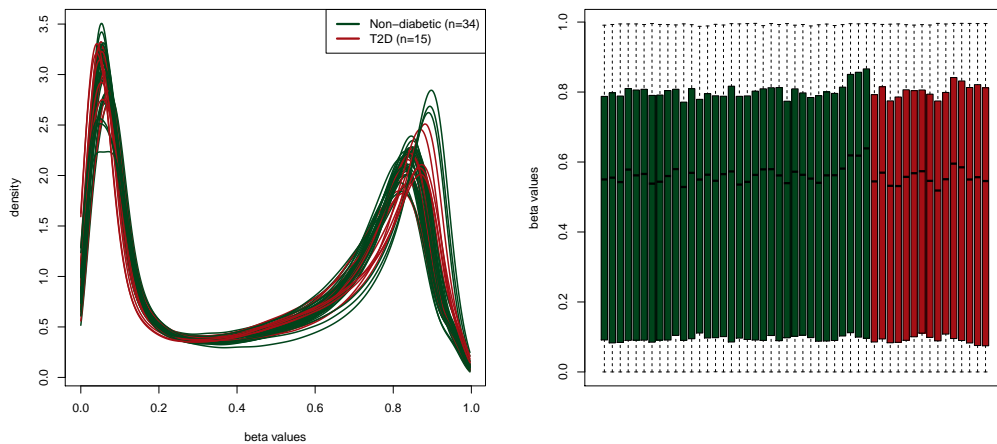 Non−diabetic (n=34)
T2D (n=15)
3.5
3.0
2.5
2.0
1.5
1.0
0.5
0.0
density
0.0 0.2 0.4 0.6 0.8 1.0
beta values
1.0
0.8
0.6
0.4
0.2
0.0
beta values